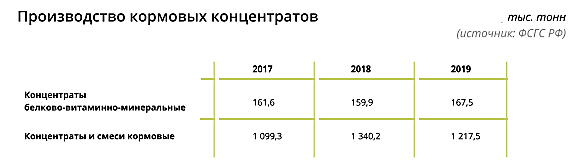 Производство кормовых концентратов
, тыс. тонн
(источник: ФСГС РФ)
2017 2018 2019
Концентраты
белково-витаминно-минеральные 161,6 159,9 167,5
Концентраты и смеси кормовые 1 099,3 1 340,2 1 217,5